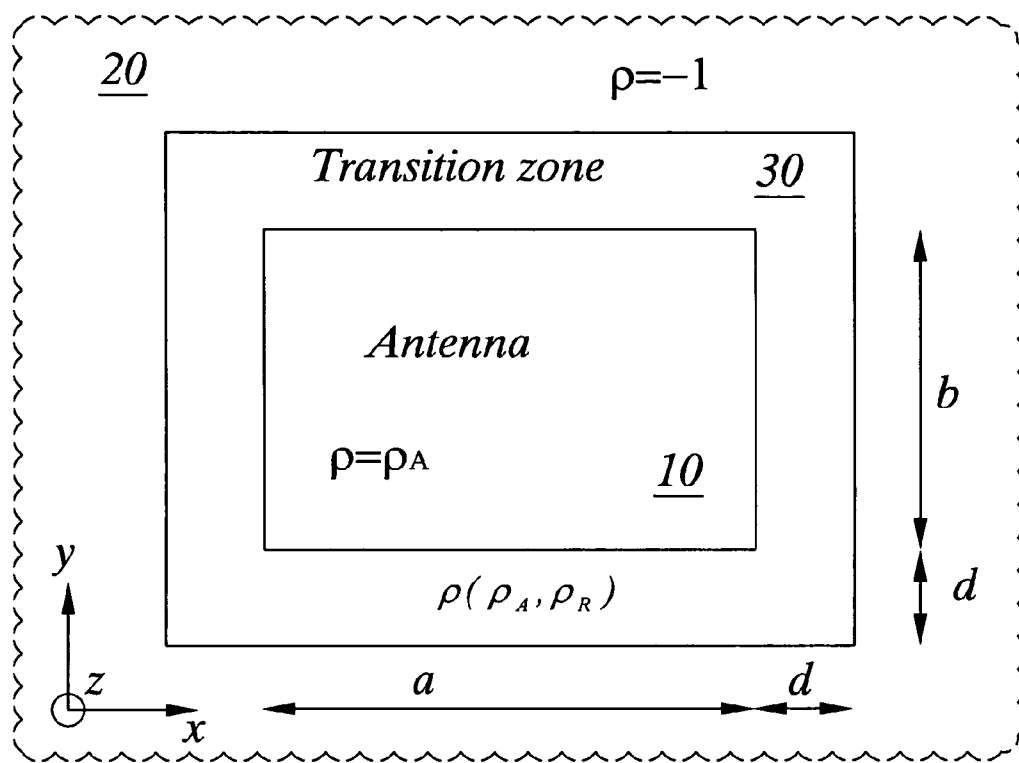 20
ρ=−1
Transition zone
30
Antenna
b
ρ=ρA
10
y
ρ(ρA,ρR)
d
z
a
d
x